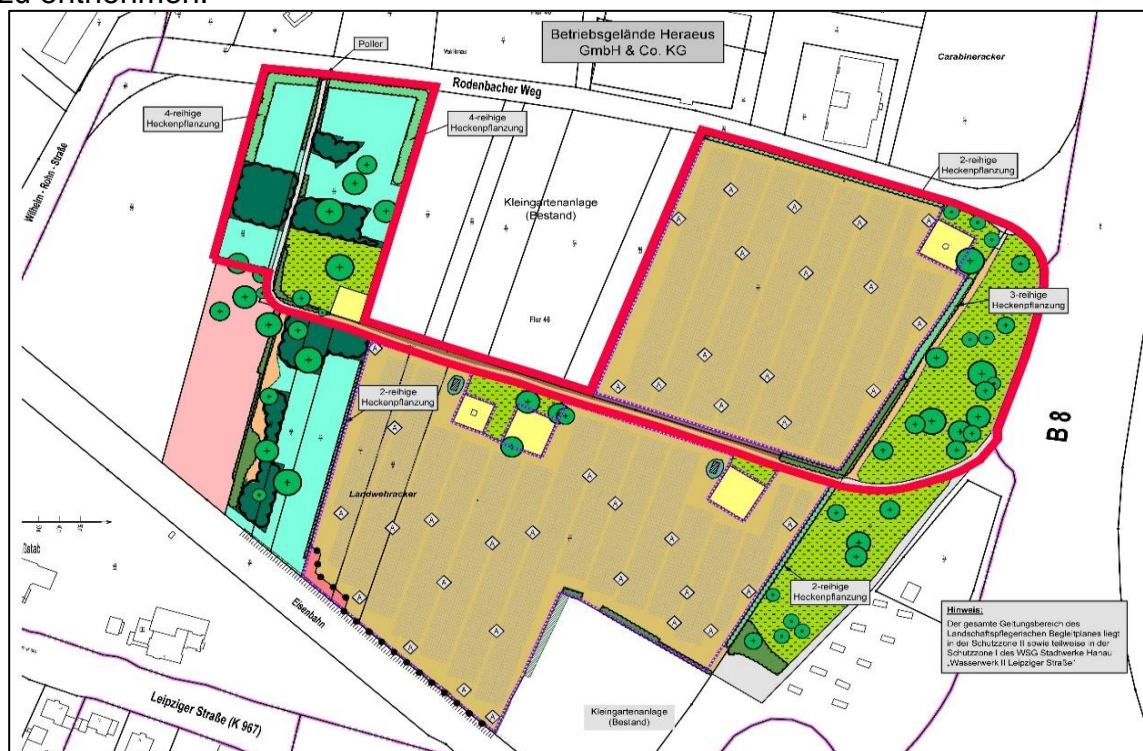 zu entnehmen.
Betriebsgelände Heraeus
GmbH & Co. KG
Carabineracker
Poller
Rodenbacher Weg
4-reihige
Heckenpflanzung
4-reihige
Heckenpflanzung
2-reihige
Heckenpflanzung
Wilhelm - Rohn - Straße
Kleingartenanlage
(Bestand)
Flur 46
3-reihige
Heckenpflanzung
2-reihige
Heckenpflanzung
B 8
Landwehracker
2-reihige
Heckenpflanzung
Eisenbahn
Hinweis:
Der gesamte Geltungsbereich des
Landschaftspflegerischen Begleitplanes liegt
in der Schutzzone II sowie teilweise in der
Schutzzone I des WSG Stadtwerke Hanau
„Wasserwerk II Leipziger Straße"
Leipziger Straße (K 967)
Kleingartenanlage
(Bestand)